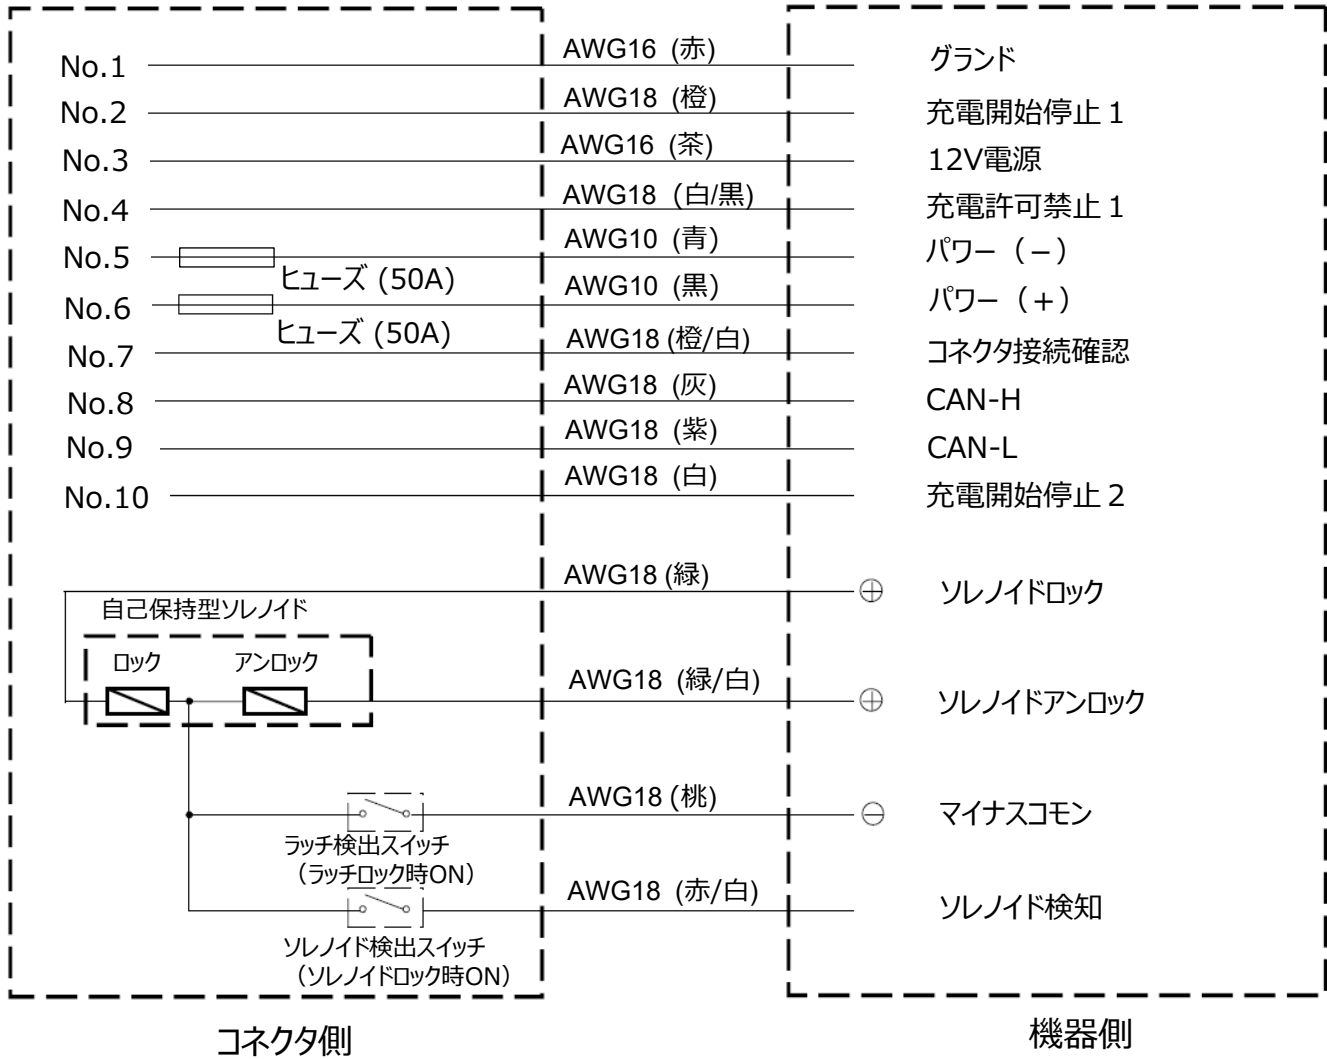 No.1 AWG16 (赤) グランド
No.2 AWG18 (橙) 充電開始停止１
No.3 AWG16 (茶) 12V電源
No.4 AWG18 (白/黒) 充電許可禁止１
No.5 AWG10 (青) パワー（－）
ヒューズ (50A)
No.6 AWG10 (黒) パワー（＋）
ヒューズ (50A)
No.7 AWG18 (橙/白) コネクタ接続確認
No.8 AWG18 (灰) CAN-H
No.9 AWG18 (紫) CAN-L
No.10 AWG18 (白) 充電開始停止２
AWG18 (緑) ⊕ ソレノイドロック
自己保持型ソレノイド
ロック アンロック
AWG18 (緑/白) ⊕ ソレノイドアンロック
AWG18 (桃) ⊖ マイナスコモン
ラッチ検出スイッチ
（ラッチロック時ON）
AWG18 (赤/白) ソレノイド検知
ソレノイド検出スイッチ
（ソレノイドロック時ON）
コネクタ側 機器側